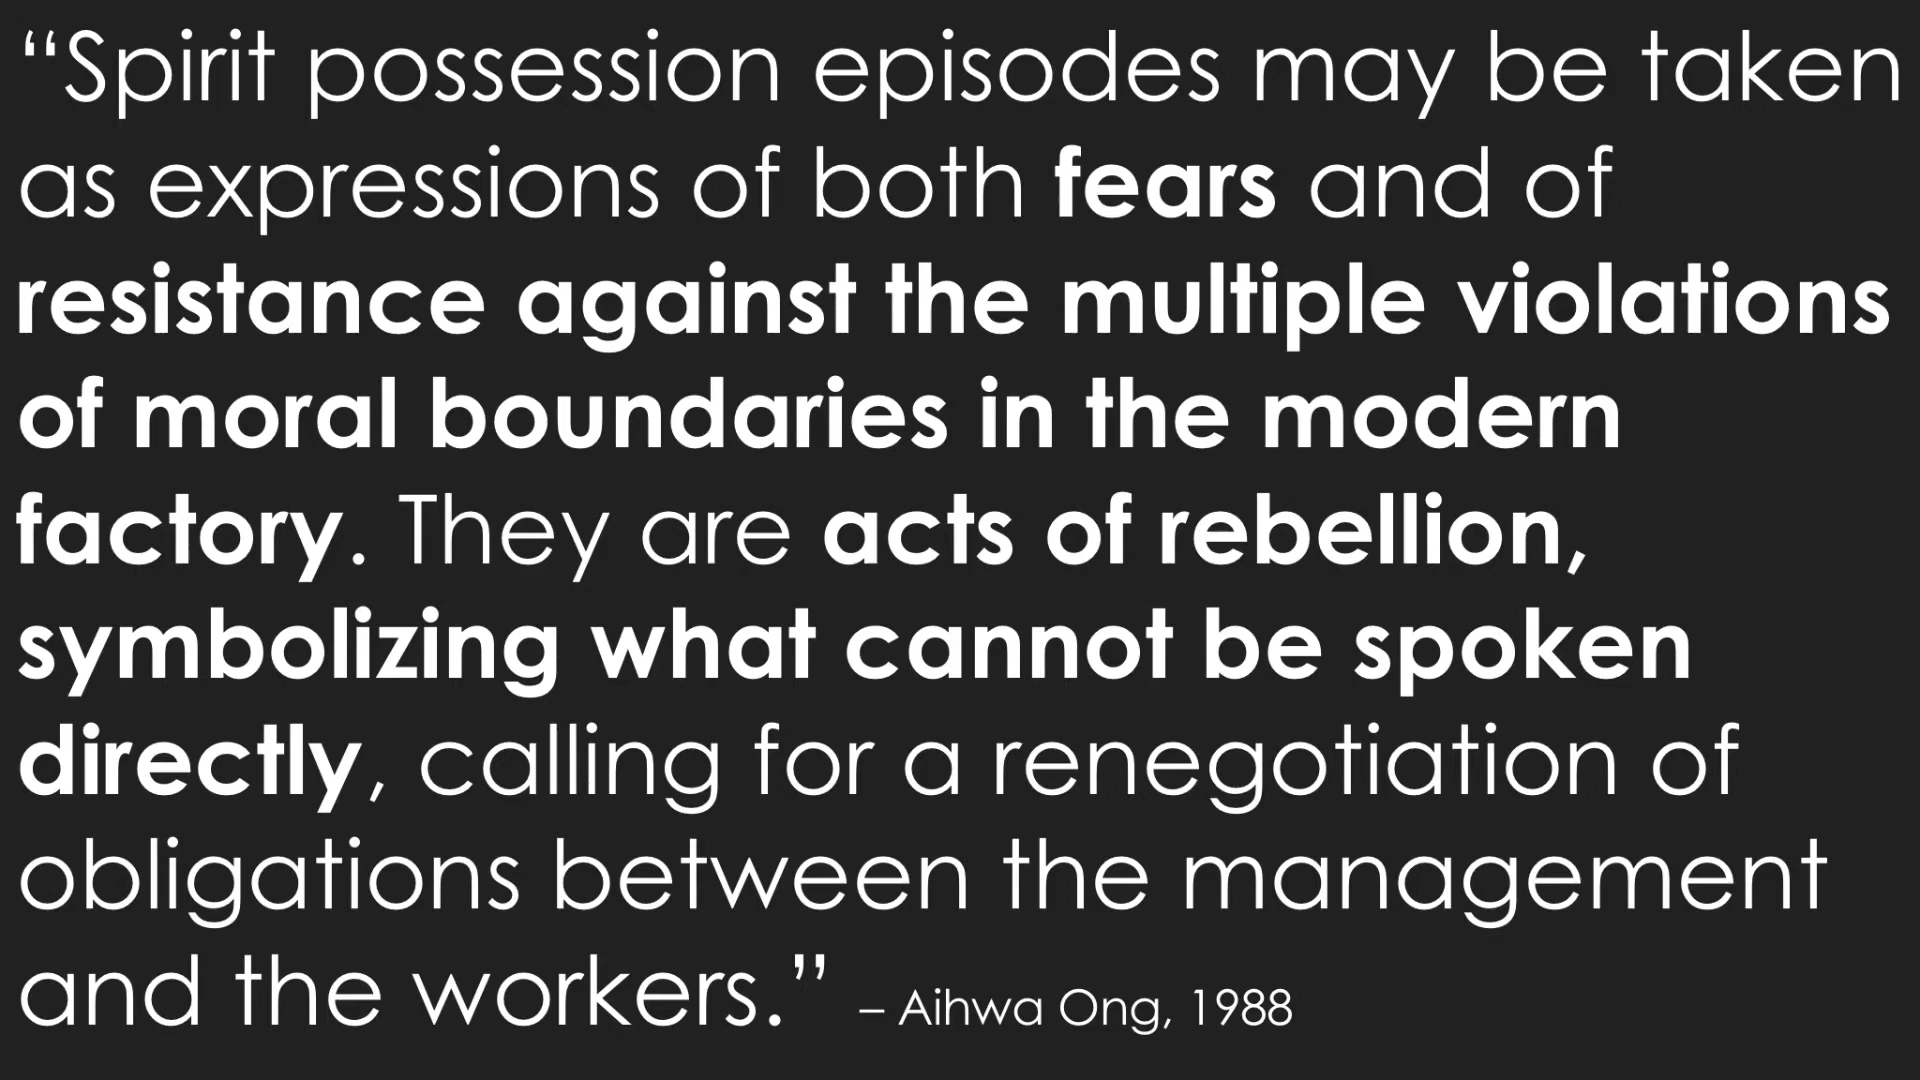 “Spirit possession episodes may be taken
as expressions of both fears and of
resistance against the multiple violations
of moral boundaries in the modern
factory. They are acts of rebellion,
symbolizing what cannot be spoken
directly, calling for a renegotiation of
obligations between the management
and the workers.” – Aihwa Ong, 1988